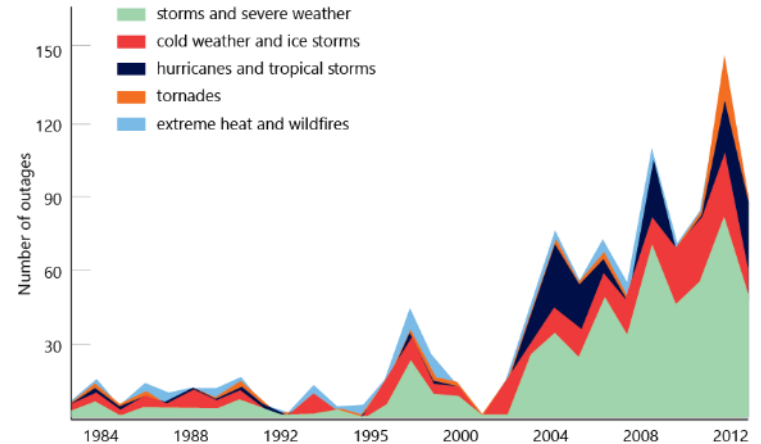 storms and severe weather
cold weather and ice storms
hurricanes and tropical storms
tornades
extreme heat and wildfires
Number of outages
150
120
90
60
30
1984 1988 1992 1995 2000 2004 2008 2012